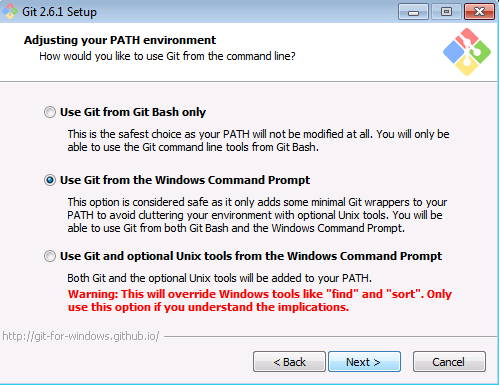 Git 2.6.1 Setup
Adjusting your PATH environment
How would you like to use Git from the command line?
Use Git from Git Bash only
This is the safest choice as your PATH will not be modified at all. You will only be
able to use the Git command line tools from Git Bash.
Use Git from the Windows Command Prompt
This option is considered safe as it only adds some minimal Git wrappers to your
PATH to avoid cluttering your environment with optional Unix tools. You will be
able to use Git from both Git Bash and the Windows Command Prompt.
Use Git and optional Unix tools from the Windows Command Prompt
Both Git and the optional Unix tools will be added to your PATH.
Warning: This will override Windows tools like "find" and "sort". Only
use this option if you understand the implications.
http://git-for-windows.github.io/
< Back Next > Cancel